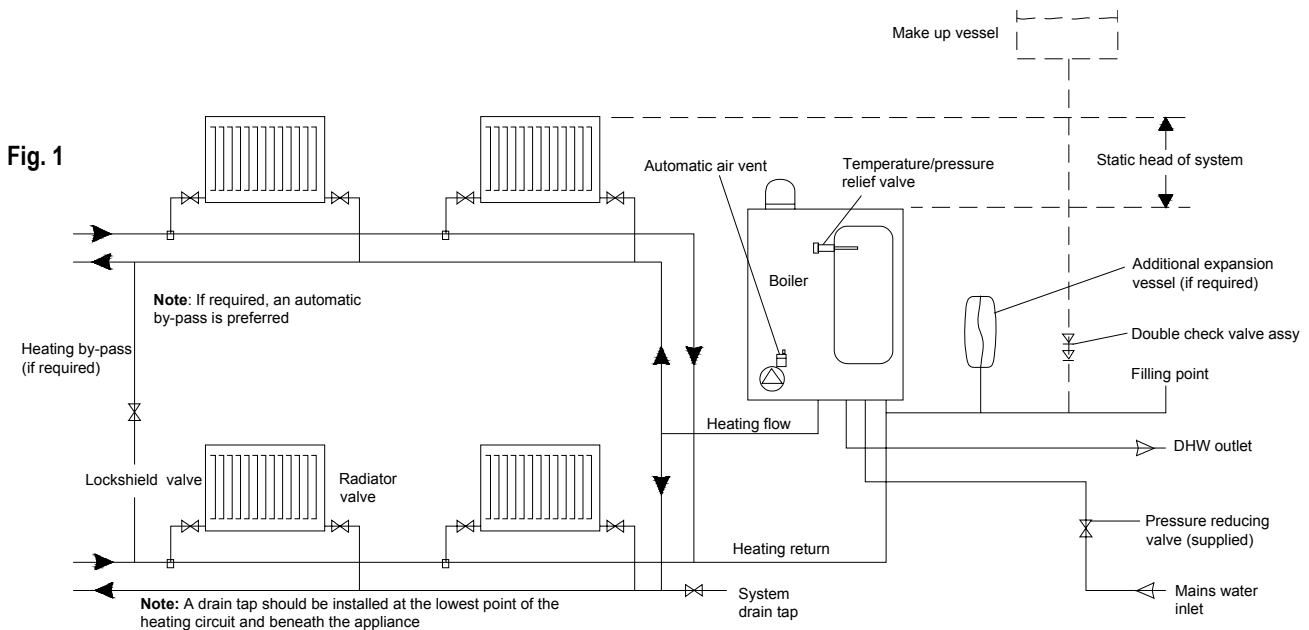 Make up vessel
Fig. 1
Automatic air vent
Temperature/pressure
relief valve
Static head of system
Boiler
Additional expansion
vessel (if required)
Note: If required, an automatic
by-pass is preferred
Heating by-pass
(if required)
Double check valve assy
Filling point
Heating flow
DHW outlet
Lockshield valve
Radiator
valve
Pressure reducing
valve (supplied)
Heating return
System
drain tap
Mains water
inlet
Note: A drain tap should be installed at the lowest point of the
heating circuit and beneath the appliance